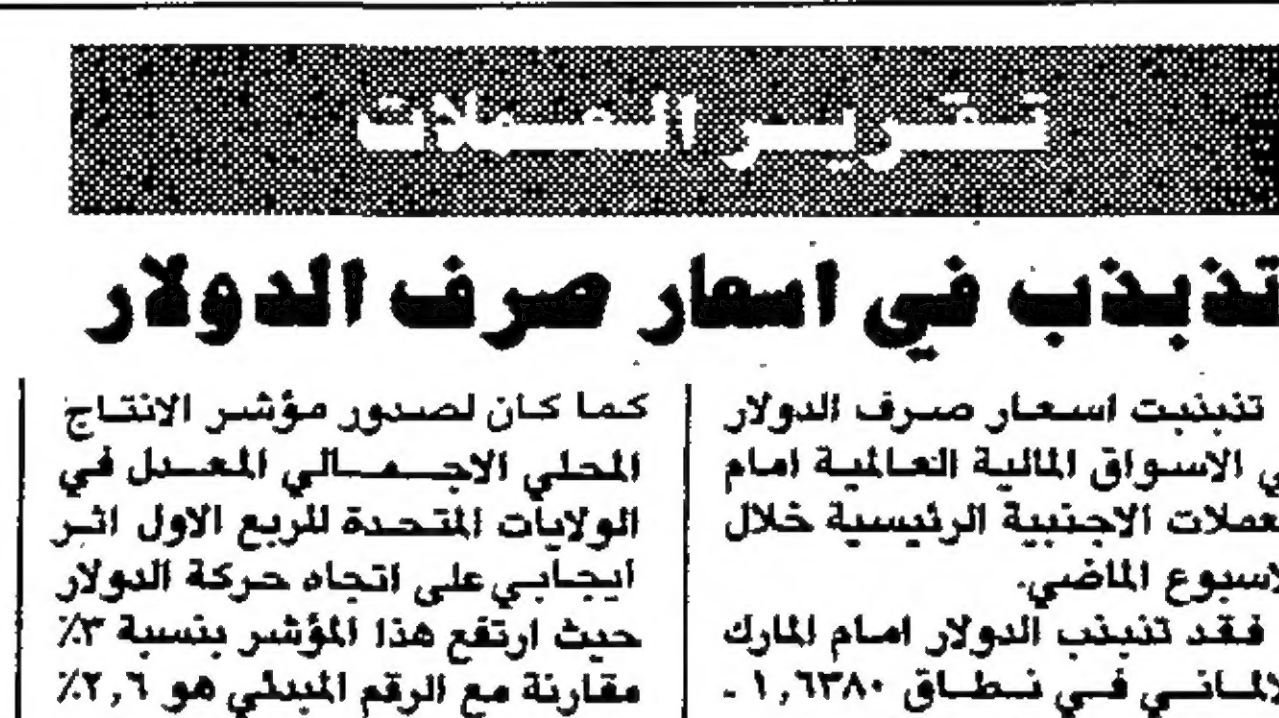 تقرير العملات
تذبذب في اسعار صرف الدولار
تذبذبت اسعار صرف الدولار
ي الاسواق المالية العالمية امام
لعملات الاجنبية الرئيسية خلال
لاسبوع الماضي.
فقد تذبذب الدولار امام المارك
لالماني في نطاق ١,٦٣٨٠ -
كما كان لصدور مؤشر الانتاج
المحلي الاجمالي المعدل في
الولايات المتحدة للربع الاول اثر
ايجابي على اتجاه حركة الدولار
حيث ارتفع هذا المؤشر بنسبة ٣٪
مقارنة مع الرقم المبدئي هو ٢,٦٪